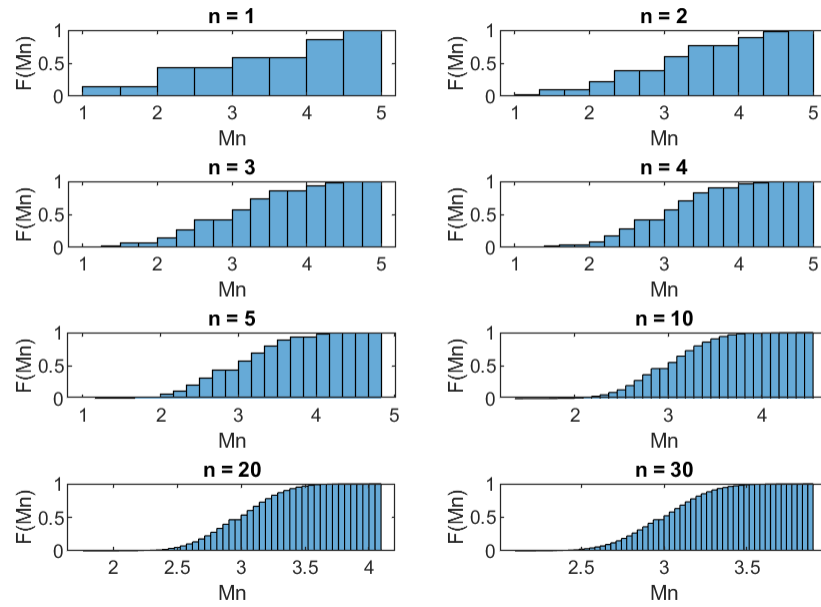 n = 1
F(Mn)
1
0.5
0
1 2 3 4 5
Mn
n = 2
F(Mn)
1
0.5
0
1 2 3 4 5
Mn
n = 3
F(Mn)
1
0.5
0
1 2 3 4 5
Mn
n = 4
F(Mn)
1
0.5
0
1 2 3 4 5
Mn
n = 5
F(Mn)
1
0.5
0
1 2 3 4 5
Mn
n = 10
F(Mn)
1
0.5
0
2 3 4
Mn
n = 20
F(Mn)
1
0.5
0
2 2.5 3 3.5 4
Mn
n = 30
F(Mn)
1
0.5
0
2.5 3 3.5
Mn